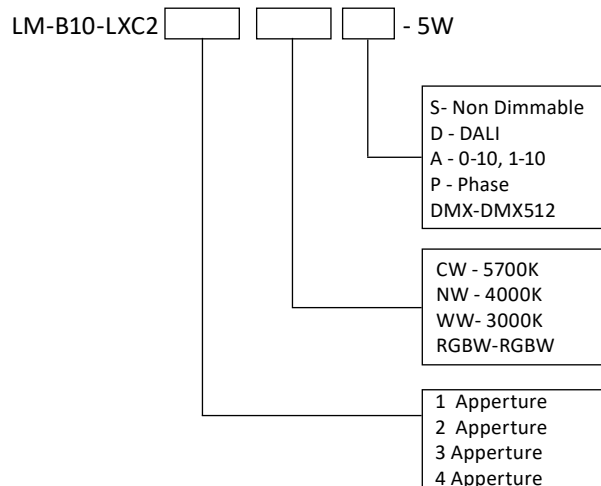 LM-B10-LXC2 - 5W
S- Non Dimmable
D - DALI
A - 0-10, 1-10
P - Phase
DMX-DMX512
CW - 5700K
NW - 4000K
WW- 3000K
RGBW-RGBW
1 Apperture
2 Apperture
3 Apperture
4 Apperture